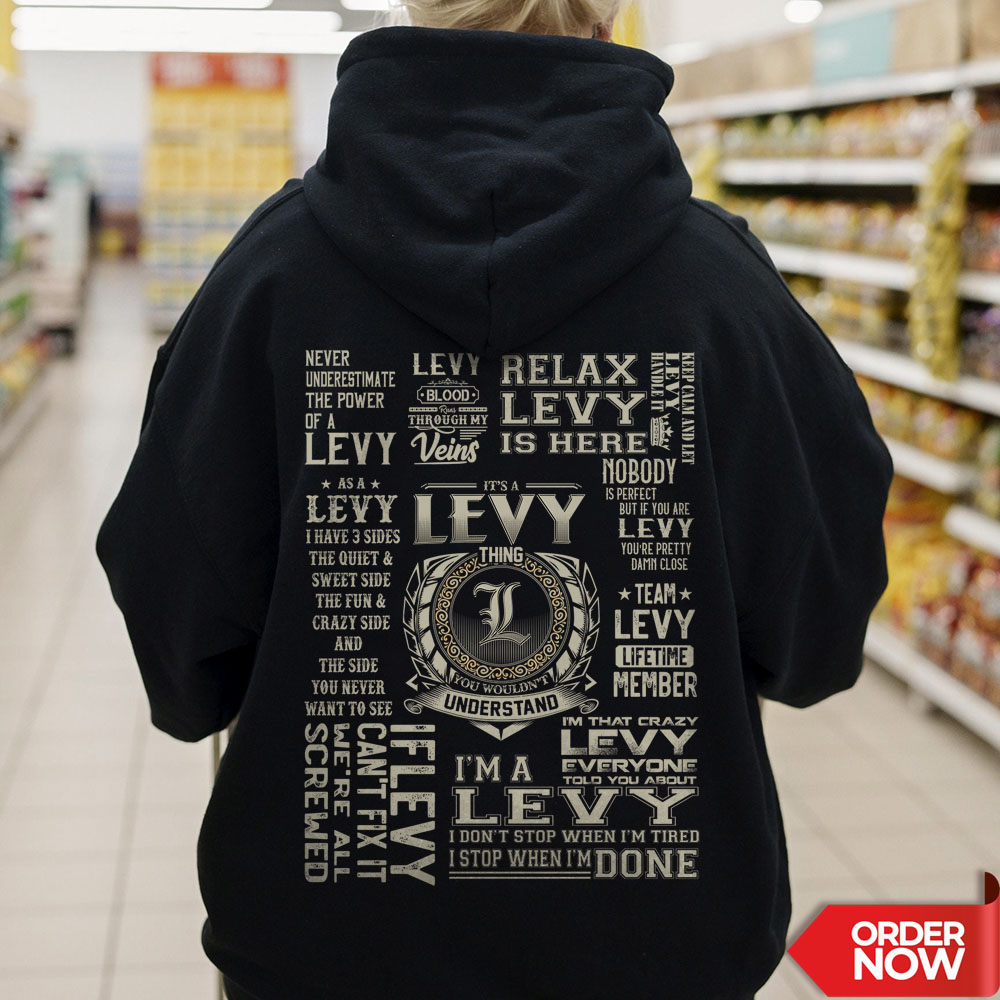 NEVER
UNDERESTIMATE
THE POWER
OF A
LEVY
LEVY
BLOOD
Runs
THROUGH MY
Veins
RELAX
LEVY
IS HERE
KEEP CALM AND LET
LEVY
HANDLE IT
★ AS A ★
LEVY
I HAVE 3 SIDES
THE QUIET &
SWEET SIDE
THE FUN &
CRAZY SIDE
AND
THE SIDE
YOU NEVER
WANT TO SEE
IT'S A
LEVY
THING
L
YOU WOULDN'T
UNDERSTAND
NOBODY
IS PERFECT
BUT IF YOU ARE
LEVY
YOU'RE PRETTY
DAMN CLOSE
★ TEAM ★
LEVY
LIFETIME
MEMBER
IF LEVY
CAN'T FIX IT
WE'RE ALL
SCREWED
I'M THAT CRAZY
LEVY
EVERYONE
TOLD YOU ABOUT
I'M A
LEVY
I DON'T STOP WHEN I'M TIRED
I STOP WHEN I'M DONE
ORDER
NOW